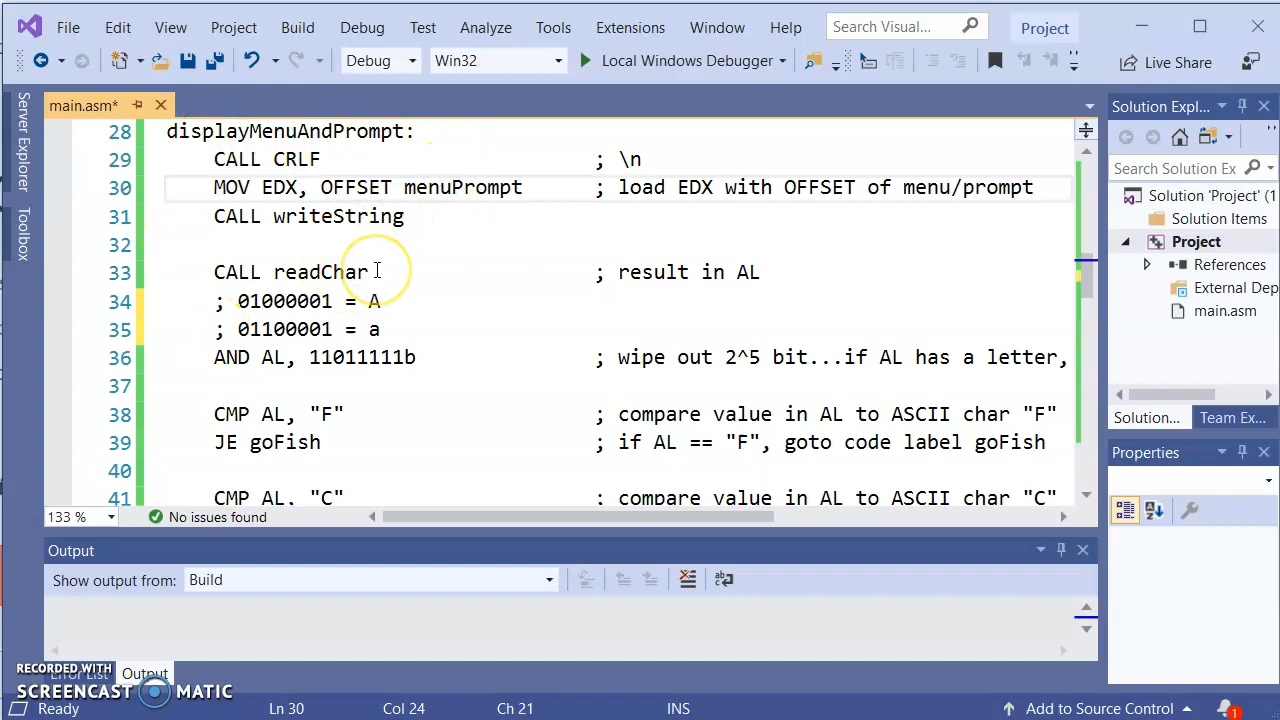 File Edit View Project Build Debug Test Tools Analyze Extensions Window Help Search Visual... Project
Debug Win32 Local Windows Debugger Live Share
Server Explorer
Toolbox
main.asm*
28 displayMenuAndPrompt:
29 CALL CRLF ; \n
30 MOV EDX, OFFSET menuPrompt ; load EDX with OFFSET of menu/prompt
31 CALL writeString
32
33 CALL readChar ; result in AL
34 ; 01000001 = A
35 ; 01100001 = a
36 AND AL, 11011111b ; wipe out 2^5 bit...if AL has a letter,
37
38 CMP AL, "F" ; compare value in AL to ASCII char "F"
39 JE goFish ; if AL == "F", goto code label goFish
40
41 CMP AL, "C" ; compare value in AL to ASCII char "C"
133 % No issues found
Solution Expl...
Search Solution Ex
Solution 'Project' (1
Solution Items
Project
References
External Dep
main.asm
Solution... Team Ex...
Properties
Output
Show output from: Build
Error List Output
RECORDED WITH
SCREENCAST MATIC
Ready Ln 30 Col 24 Ch 21 INS Add to Source Control 1